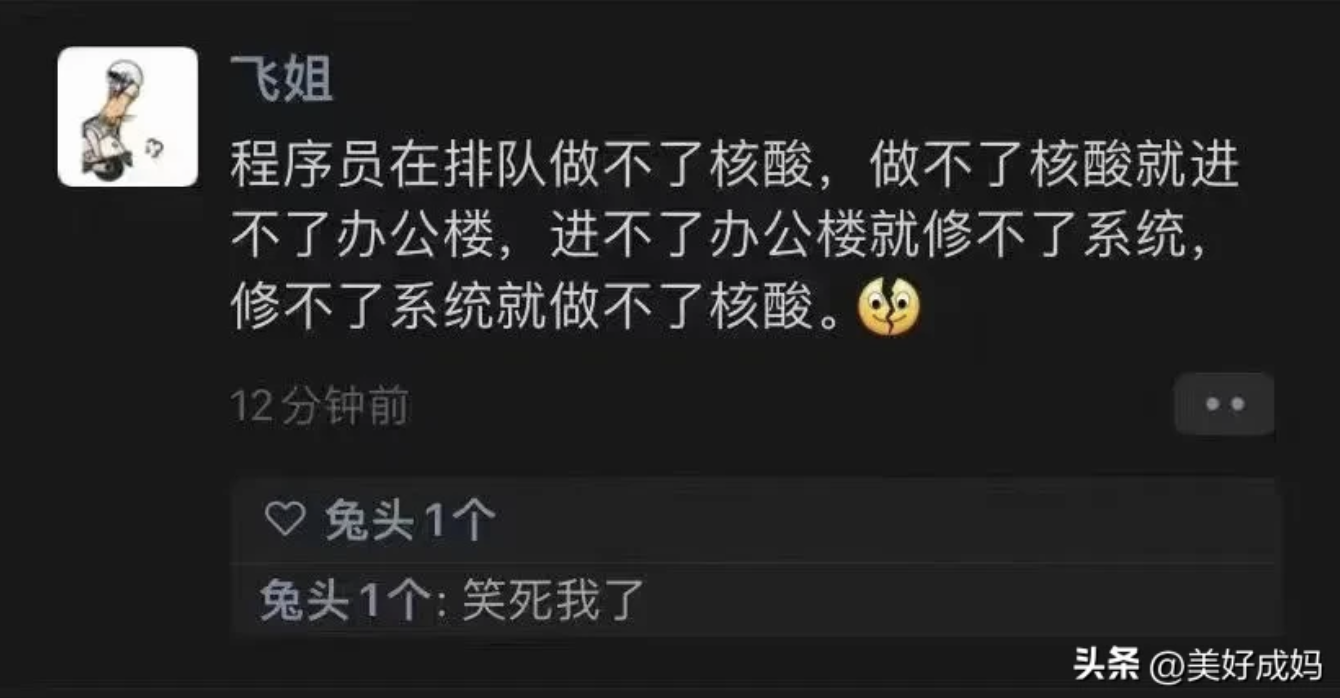 飞姐
程序员在排队做不了核酸，做不了核酸就进
不了办公楼，进不了办公楼就修不了系统，
修不了系统就做不了核酸。
12分钟前
兔头1个
兔头1个: 笑死我了
头条 @美好成妈